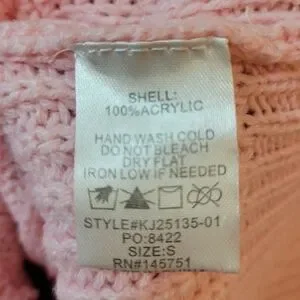 SHELL:
100%ACRYLIC
HAND WASH COLD
DO NOT BLEACH
DRY FLAT
IRON LOW IF NEEDED
STYLE#KJ25135-01
PO:8422
SIZE:S
RN#145751